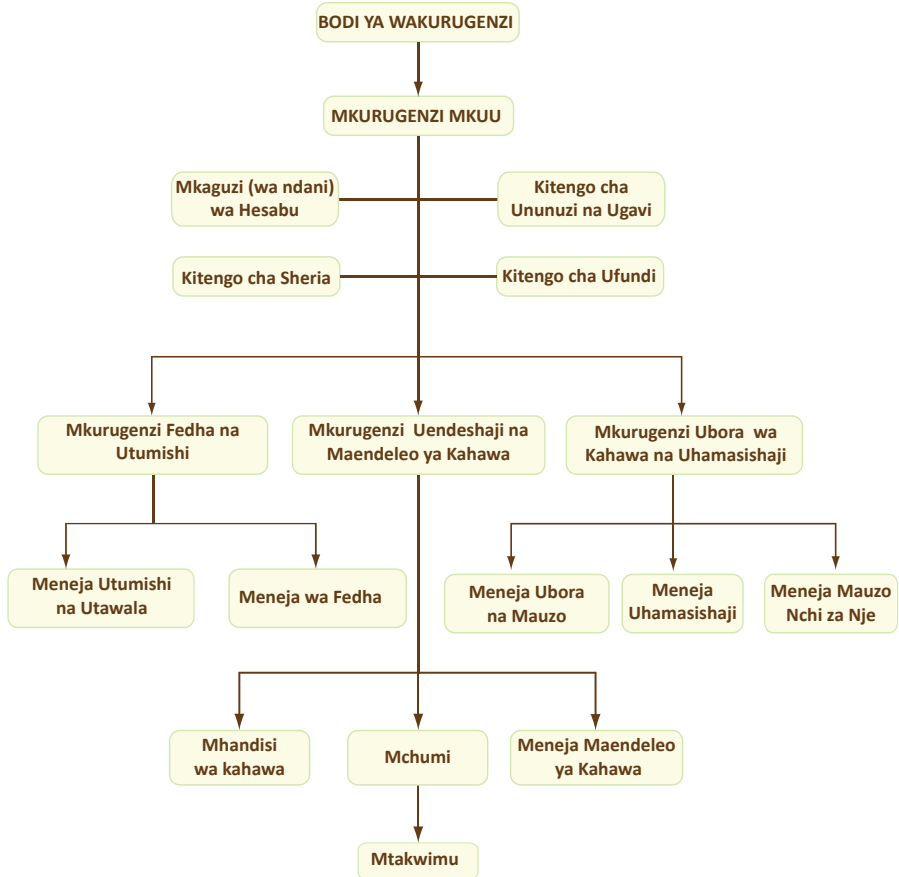 BODI YA WAKURUGENZI
MKURUGENZI MKUU
Mkaguzi (wa ndani)
wa Hesabu
Kitengo cha
Ununuzi na Ugavi
Kitengo cha Sheria
Kitengo cha Ufundi
Mkurugenzi Fedha na
Utumishi
Mkurugenzi Uendeshaji na
Maendeleo ya Kahawa
Mkurugenzi Ubora wa
Kahawa na Uhamasishaji
Meneja Utumishi
na Utawala
Meneja wa Fedha
Meneja Ubora
na Mauzo
Meneja
Uhamasishaji
Meneja Mauzo
Nchi za Nje
Mhandisi
wa kahawa
Mchumi
Meneja Maendeleo
ya Kahawa
Mtakwimu